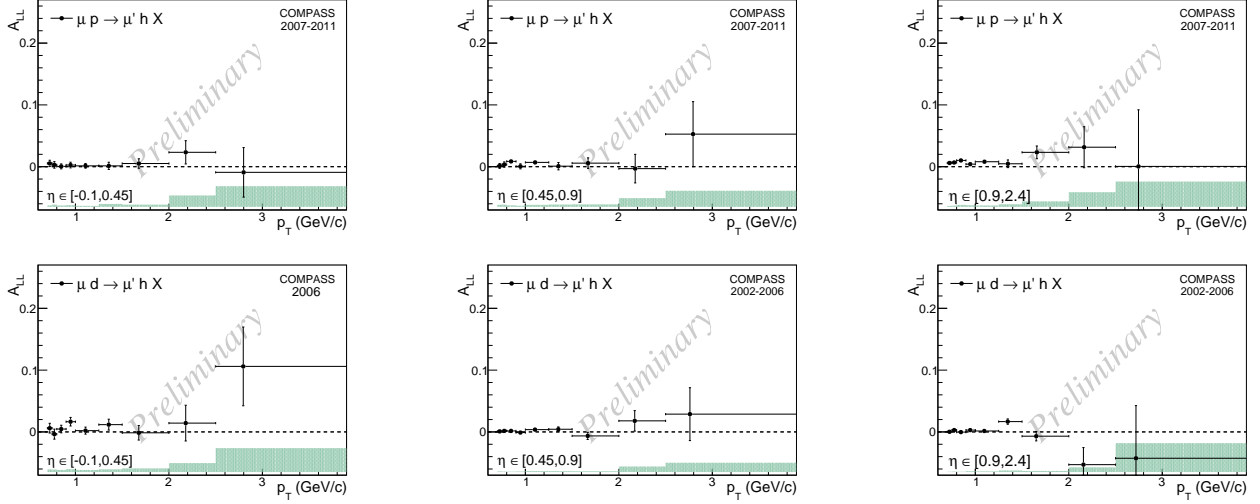 A_LL
μ p → μ' h X
COMPASS
2007-2011
0.2
0.1
0
Preliminary
η ∈ [-0.1,0.45]
1 2 3
p_T (GeV/c)
μ p → μ' h X
COMPASS
2007-2011
A_LL
0.2
0.1
0
Preliminary
η ∈ [0.45,0.9]
1 2 3
p_T (GeV/c)
A_LL
μ p → μ' h X
COMPASS
2007-2011
0.2
0.1
0
Preliminary
η ∈ [0.9,2.4]
1 2 3
p_T (GeV/c)
A_LL
μ d → μ' h X
COMPASS
2006
0.2
0.1
0
Preliminary
η ∈ [-0.1,0.45]
1 2 3
p_T (GeV/c)
A_LL
μ d → μ' h X
COMPASS
2002-2006
0.2
0.1
0
Preliminary
η ∈ [0.45,0.9]
1 2 3
p_T (GeV/c)
A_LL
μ d → μ' h X
COMPASS
2002-2006
0.2
0.1
0
Preliminary
η ∈ [0.9,2.4]
1 2 3
p_T (GeV/c)